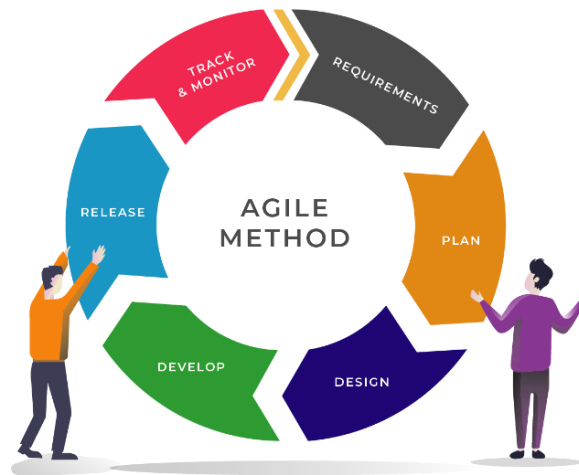 AGILE
METHOD
REQUIREMENTS
PLAN
DESIGN
DEVELOP
RELEASE
TRACK
& MONITOR